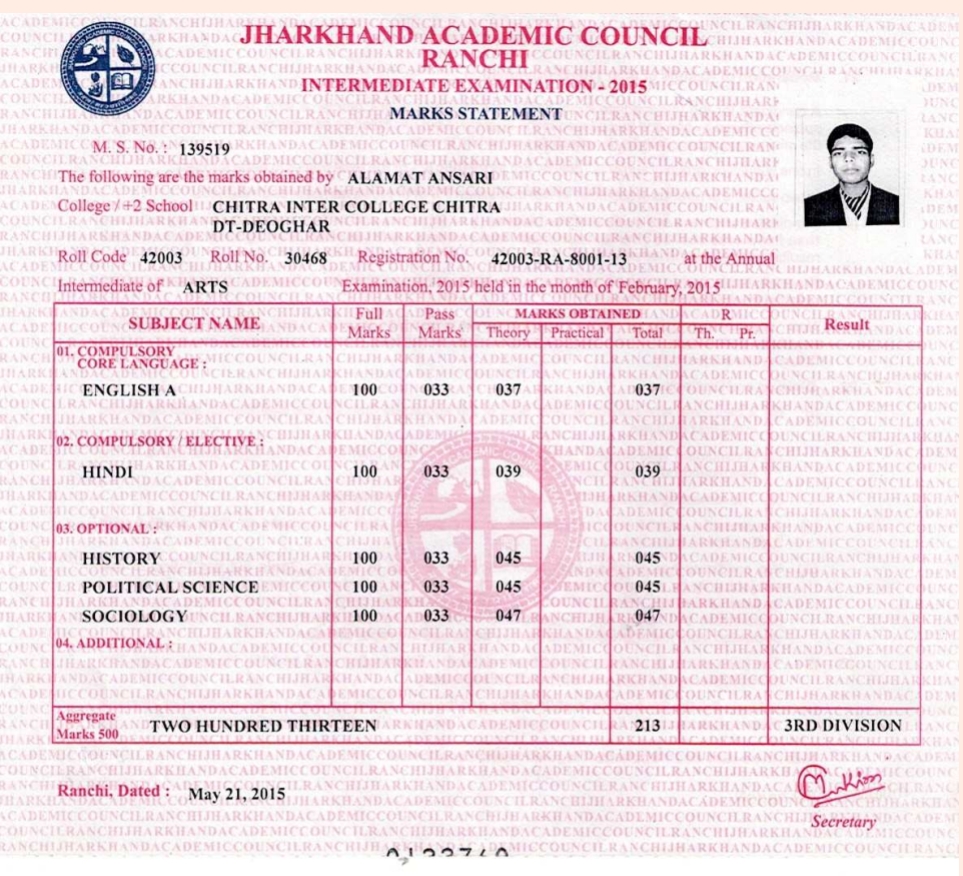 JHARKHAND ACADEMIC COUNCIL
RANCHI
INTERMEDIATE EXAMINATION - 2015
MARKS STATEMENT
M. S. No. : 139519
The following are the marks obtained by ALAMAT ANSARI
College / +2 School CHITRA INTER COLLEGE CHITRA
DT-DEOGHAR
Roll Code 42003 Roll No. 30468 Registration No. 42003-RA-8001-13 at the Annual
Intermediate of ARTS Examination, 2015 held in the month of February, 2015
SUBJECT NAME Full Marks Pass Marks MARKS OBTAINED R Result
Theory Practical Total Th. Pr.
01. COMPULSORY
CORE LANGUAGE :
ENGLISH A 100 033 037 037
02. COMPULSORY / ELECTIVE :
HINDI 100 033 039 039
03. OPTIONAL :
HISTORY 100 033 045 045
POLITICAL SCIENCE 100 033 045 045
SOCIOLOGY 100 033 047 047
04. ADDITIONAL :
Aggregate
Marks 500 TWO HUNDRED THIRTEEN 213 3RD DIVISION
Ranchi, Dated : May 21, 2015
Secretary